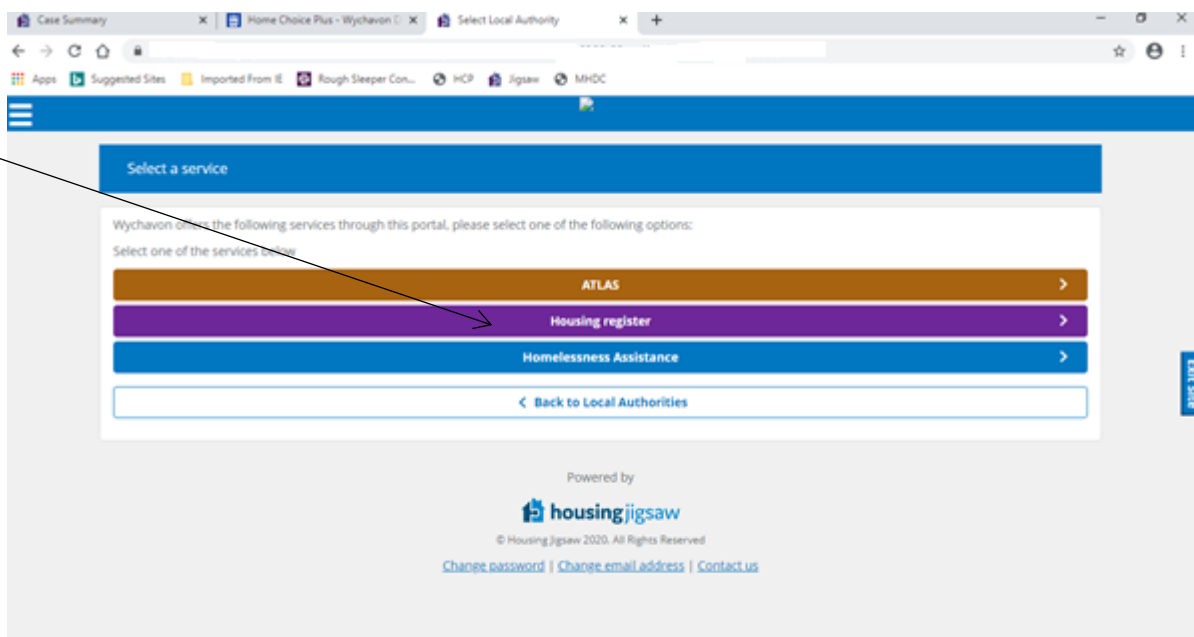 Case Summary
Home Choice Plus - Wychavon D
Select Local Authority
Apps
Suggested Sites
Imported From IE
Rough Sleeper Con...
HCP
Jigsaw
MHDC
Select a service
Wychavon offers the following services through this portal, please select one of the following options:
Select one of the services below
ATLAS
Housing register
Homelessness Assistance
Back to Local Authorities
Exit Site
Powered by
housingjigsaw
© Housing Jigsaw 2020. All Rights Reserved
Change password | Change email address | Contact us